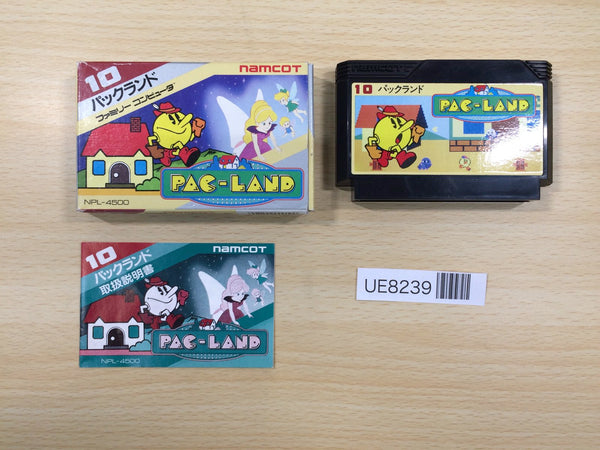 10
パックランド
ファミリーコンピュータ
namcot
PAC-LAND
NPL-4500
NAMCOT
10 パックランド
PAC-LAND
10
パックランド
取扱説明書
namcot
PAC-LAND
NPL-4500
UE8239